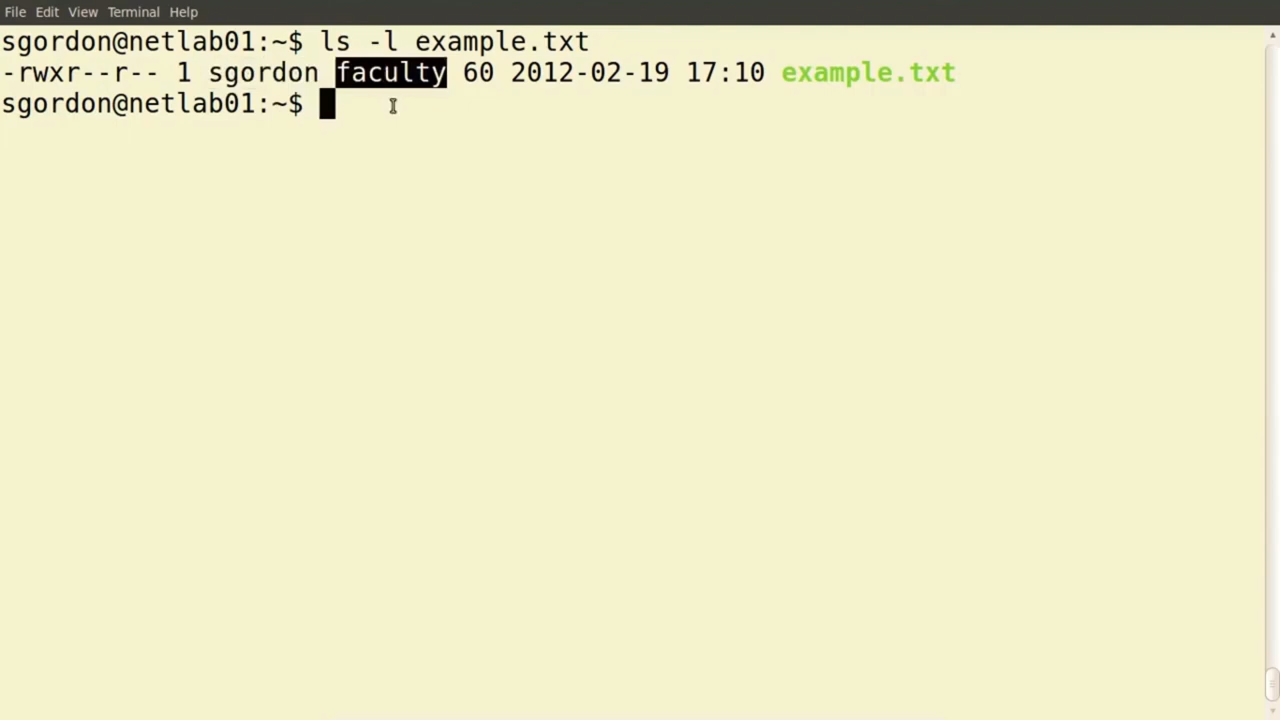 File Edit View Terminal Help
sgordon@netlab01:~$ ls -l example.txt
-rwxr--r-- 1 sgordon faculty 60 2012-02-19 17:10 example.txt
sgordon@netlab01:~$